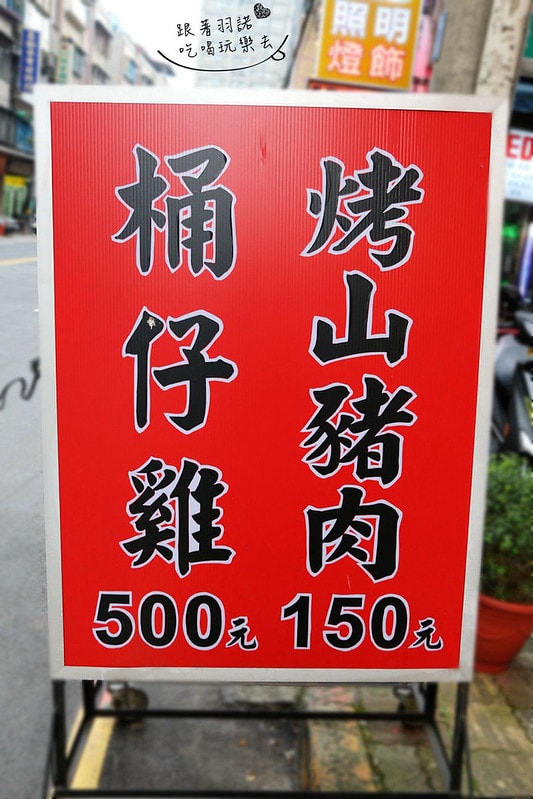 跟著羽諾
吃喝玩樂去
照明
燈飾
ED
烤山豬肉
150元
桶仔雞
500元